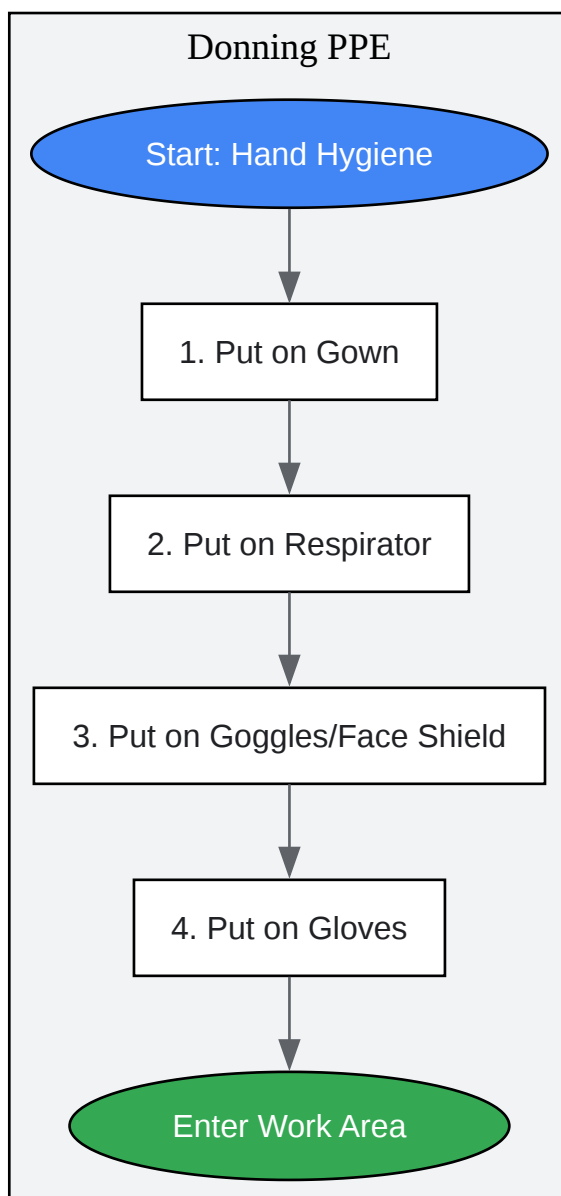 Donning PPE
Start: Hand Hygiene
1. Put on Gown
2. Put on Respirator
3. Put on Goggles/Face Shield
4. Put on Gloves
Enter Work Area